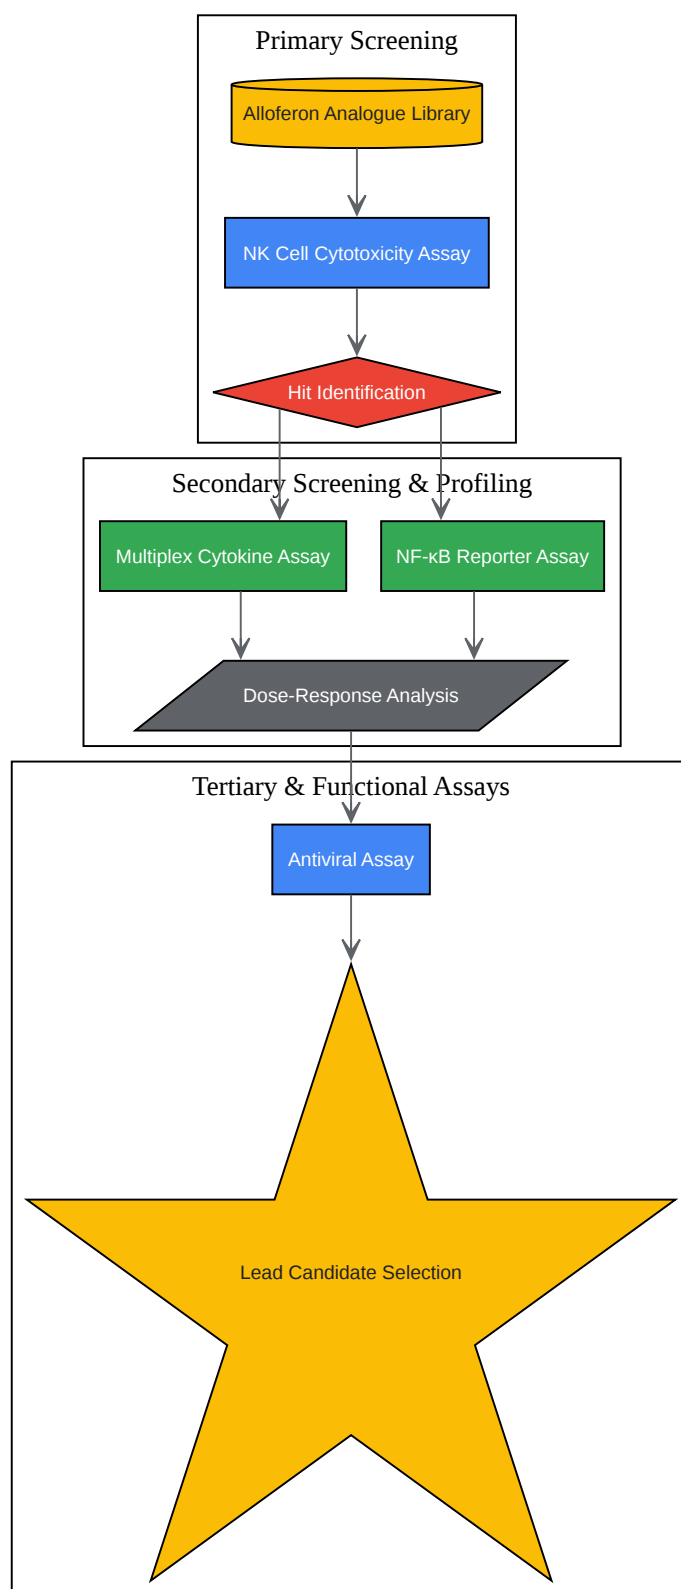 Primary Screening
Alloferon Analogue Library
NK Cell Cytotoxicity Assay
Hit Identification
Secondary Screening & Profiling
Multiplex Cytokine Assay
NF-κB Reporter Assay
Dose-Response Analysis
Tertiary & Functional Assays
Antiviral Assay
Lead Candidate Selection